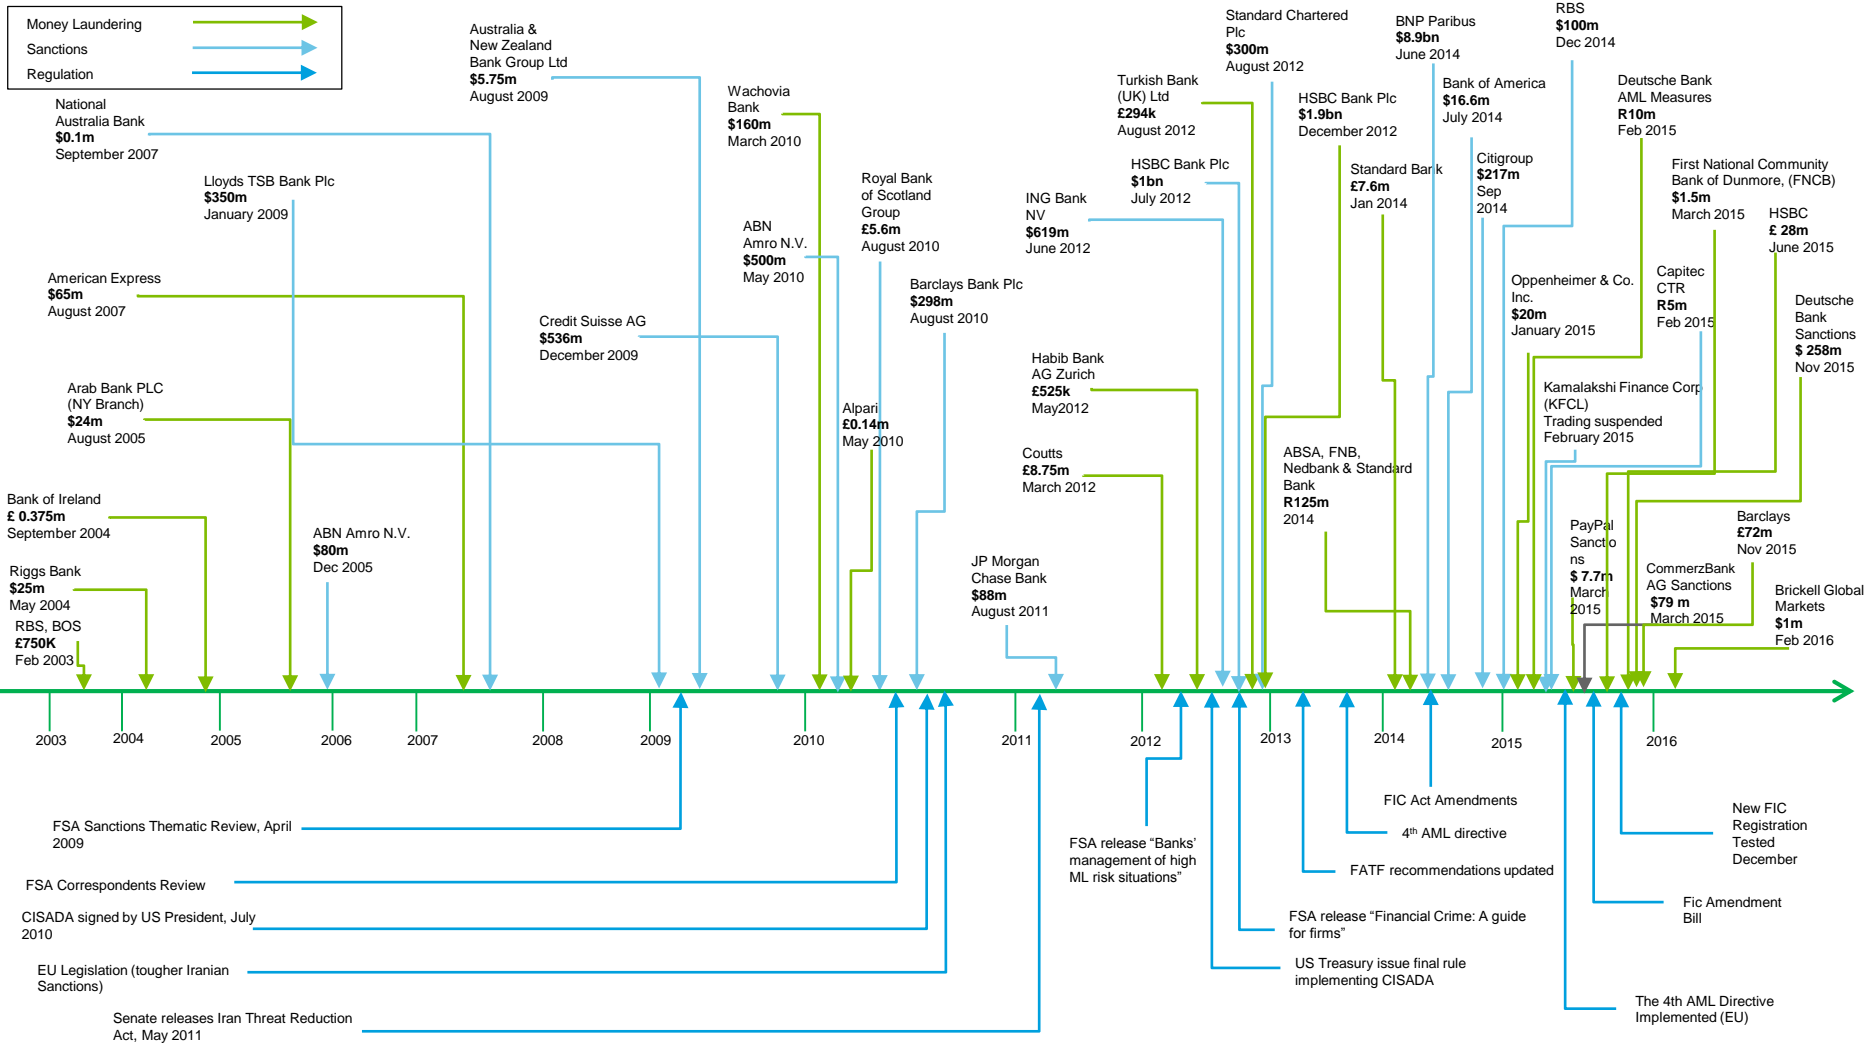 Money Laundering
Sanctions
Regulation
National
Australia Bank
$0.1m
September 2007
Lloyds TSB Bank Plc
$350m
January 2009
American Express
$65m
August 2007
Arab Bank PLC
(NY Branch)
$24m
August 2005
Bank of Ireland
£ 0.375m
September 2004
Riggs Bank
$25m
May 2004
RBS, BOS
£750K
Feb 2003
ABN Amro N.V.
$80m
Dec 2005
Australia &
New Zealand
Bank Group Ltd
$5.75m
August 2009
Credit Suisse AG
$536m
December 2009
Wachovia
Bank
$160m
March 2010
ABN
Amro N.V.
$500m
May 2010
Royal Bank
of Scotland
Group
£5.6m
August 2010
Barclays Bank Plc
$298m
August 2010
Alpari
£0.14m
May 2010
JP Morgan
Chase Bank
$88m
August 2011
ING Bank
NV
$619m
June 2012
Habib Bank
AG Zurich
£525k
May2012
Coutts
£8.75m
March 2012
Turkish Bank
(UK) Ltd
£294k
August 2012
HSBC Bank Plc
$1bn
July 2012
Standard Chartered
Plc
$300m
August 2012
HSBC Bank Plc
$1.9bn
December 2012
Standard Bank
£7.6m
Jan 2014
ABSA, FNB,
Nedbank & Standard
Bank
R125m
2014
BNP Paribus
$8.9bn
June 2014
Bank of America
$16.6m
July 2014
Citigroup
$217m
Sep
2014
RBS
$100m
Dec 2014
Deutsche Bank
AML Measures
R10m
Feb 2015
First National Community
Bank of Dunmore, (FNCB)
$1.5m
March 2015
HSBC
£ 28m
June 2015
Oppenheimer & Co.
Inc.
$20m
January 2015
Capitec
CTR
R5m
Feb 2015
Deutsche
Bank
Sanctions
$ 258m
Nov 2015
Kamalakshi Finance Corp
(KFCL)
Trading suspended
February 2015
PayPal
Sanctio
ns
$ 7.7m
March
2015
CommerzBank
AG Sanctions
$79 m
March 2015
Barclays
£72m
Nov 2015
Brickell Global
Markets
$1m
Feb 2016
2003
2004
2005
2006
2007
2008
2009
2010
2011
2012
2013
2014
2015
2016
FSA Sanctions Thematic Review, April
2009
FSA Correspondents Review
CISADA signed by US President, July
2010
EU Legislation (tougher Iranian
Sanctions)
Senate releases Iran Threat Reduction
Act, May 2011
FSA release “Banks’
management of high
ML risk situations”
FIC Act Amendments
4th AML directive
FATF recommendations updated
FSA release “Financial Crime: A guide
for firms”
US Treasury issue final rule
implementing CISADA
New FIC
Registration
Tested
December
Fic Amendment
Bill
The 4th AML Directive
Implemented (EU)